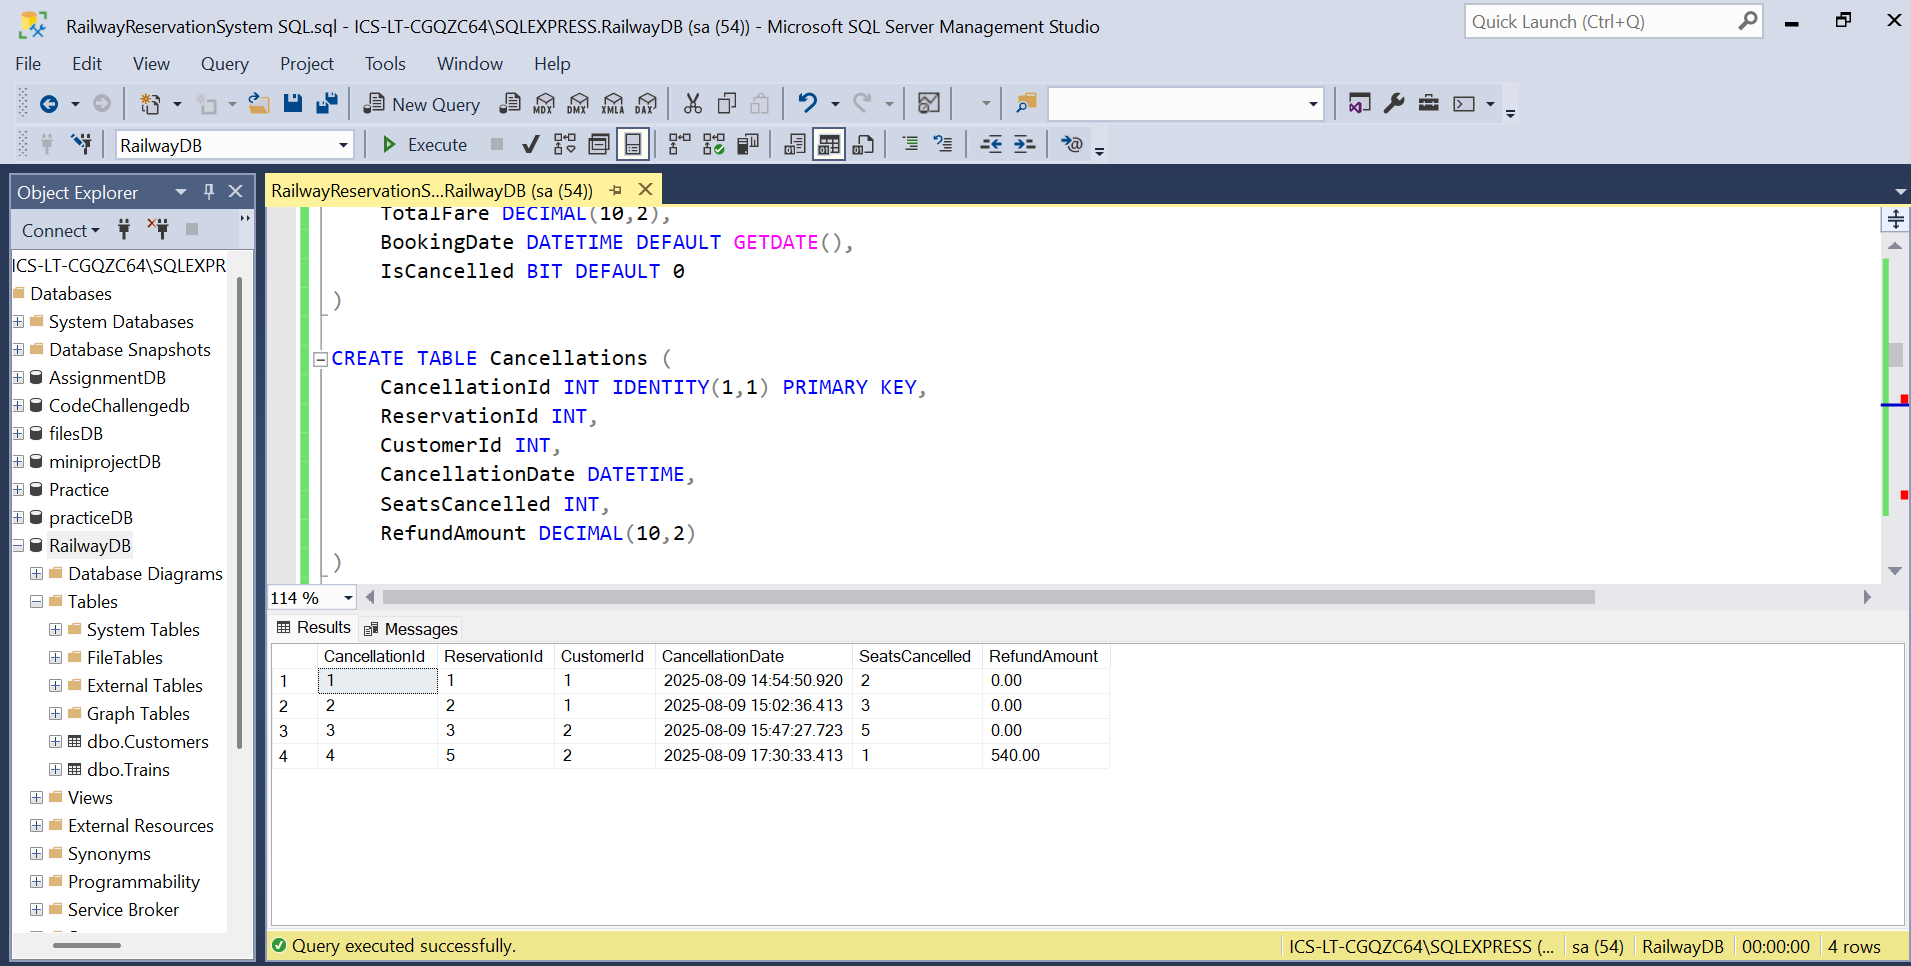 RailwayReservationSystem SQL.sql - ICS-LT-CGQZC64\SQLEXPRESS.RailwayDB (sa (54)) - Microsoft SQL Server Management Studio
Quick Launch (Ctrl+Q)
File Edit View Query Project Tools Window Help
New Query MDX DMX XMLA DAX
RailwayDB Execute
Object Explorer
Connect
ICS-LT-CGQZC64\SQLEXPR
Databases
System Databases
Database Snapshots
AssignmentDB
CodeChallengedb
filesDB
miniprojectDB
Practice
practiceDB
RailwayDB
Database Diagrams
Tables
System Tables
FileTables
External Tables
Graph Tables
dbo.Customers
dbo.Trains
Views
External Resources
Synonyms
Programmability
Service Broker
RailwayReservationS...RailwayDB (sa (54))
TotalFare DECIMAL(10,2),
BookingDate DATETIME DEFAULT GETDATE(),
IsCancelled BIT DEFAULT 0
)
CREATE TABLE Cancellations (
CancellationId INT IDENTITY(1,1) PRIMARY KEY,
ReservationId INT,
CustomerId INT,
CancellationDate DATETIME,
SeatsCancelled INT,
RefundAmount DECIMAL(10,2)
)
114 %
Results Messages
CancellationId ReservationId CustomerId CancellationDate SeatsCancelled RefundAmount
1 1 1 1 2025-08-09 14:54:50.920 2 0.00
2 2 2 1 2025-08-09 15:02:36.413 3 0.00
3 3 3 2 2025-08-09 15:47:27.723 5 0.00
4 4 5 2 2025-08-09 17:30:33.413 1 540.00
Query executed successfully. ICS-LT-CGQZC64\SQLEXPRESS (... sa (54) RailwayDB 00:00:00 4 rows